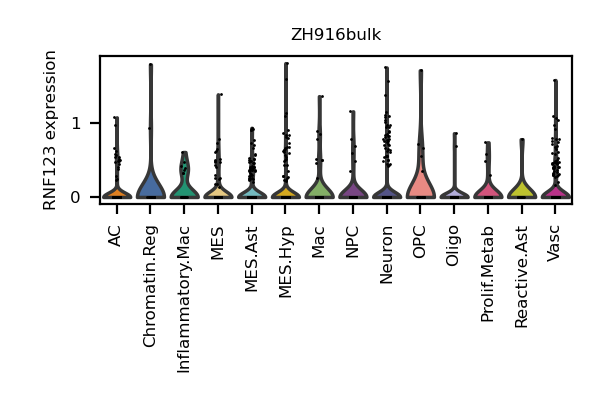 ZH916bulk
RNF123 expression
1
0
AC
Chromatin.Reg
Inflammatory.Mac
MES
MES.Ast
MES.Hyp
Mac
NPC
Neuron
OPC
Oligo
Prolif.Metab
Reactive.Ast
Vasc